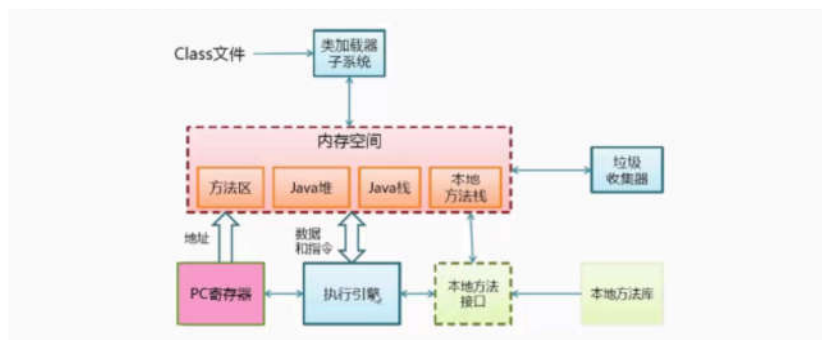 Class文件
类加载器
子系统
内存空间
方法区
Java堆
Java栈
本地
方法栈
垃圾
收集器
地址
数据
和指令
PC寄存器
执行引擎
本地方法
接口
本地方法库